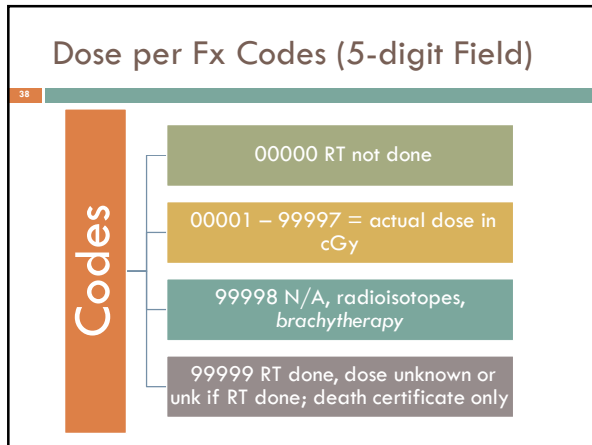 Dose per Fx Codes (5-digit Field)
38
Codes
00000 RT not done
00001 – 99997 = actual dose in
cGy
99998 N/A, radioisotopes,
brachytherapy
99999 RT done, dose unknown or
unk if RT done; death certificate only